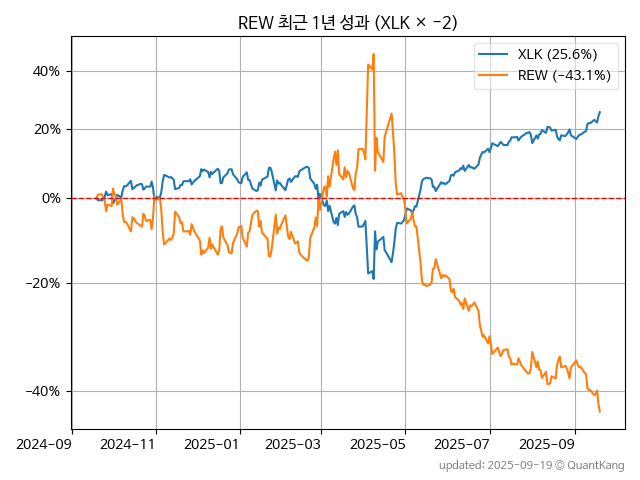 REW 최근 1년 성과 (XLK × −2)
XLK (25.6%)
REW (−43.1%)
40%
20%
0%
−20%
−40%
2024-09 2024-11 2025-01 2025-03 2025-05 2025-07 2025-09
updated: 2025-09-19 © QuantKang